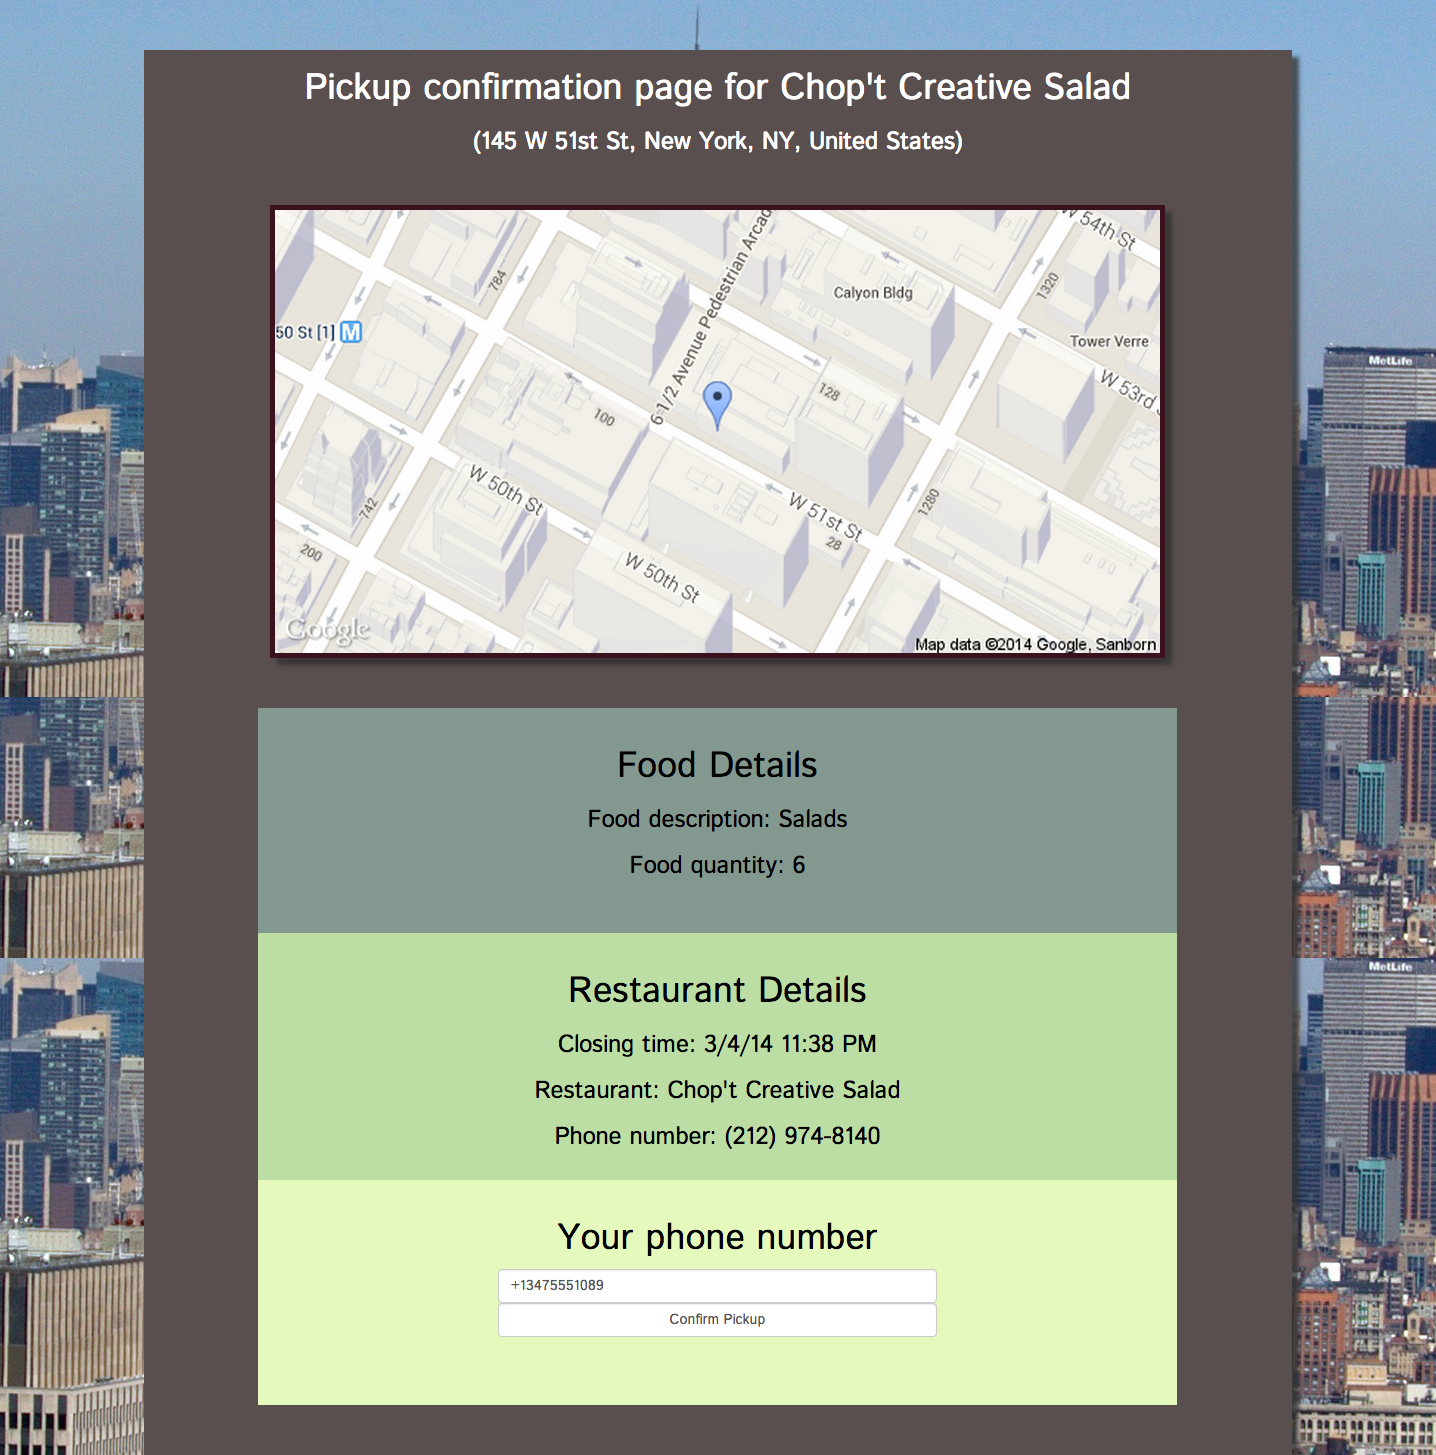 Pickup confirmation page for Chop't Creative Salad
(145 W 51st St, New York, NY, United States)
W 54th St
784
1320
Calyon Bldg
50 St [1] M
Tower Verre
6 1/2 Avenue Pedestrian Arcad
MetLife
W 53rd
128
100
W 50th St
742
1280
W 51st St
28
200
W 50th St
Google
Map data ©2014 Google, Sanborn
Food Details
Food description: Salads
Food quantity: 6
MetLife
Restaurant Details
Closing time: 3/4/14 11:38 PM
Restaurant: Chop't Creative Salad
Phone number: (212) 974-8140
Your phone number
+13475551089
Confirm Pickup